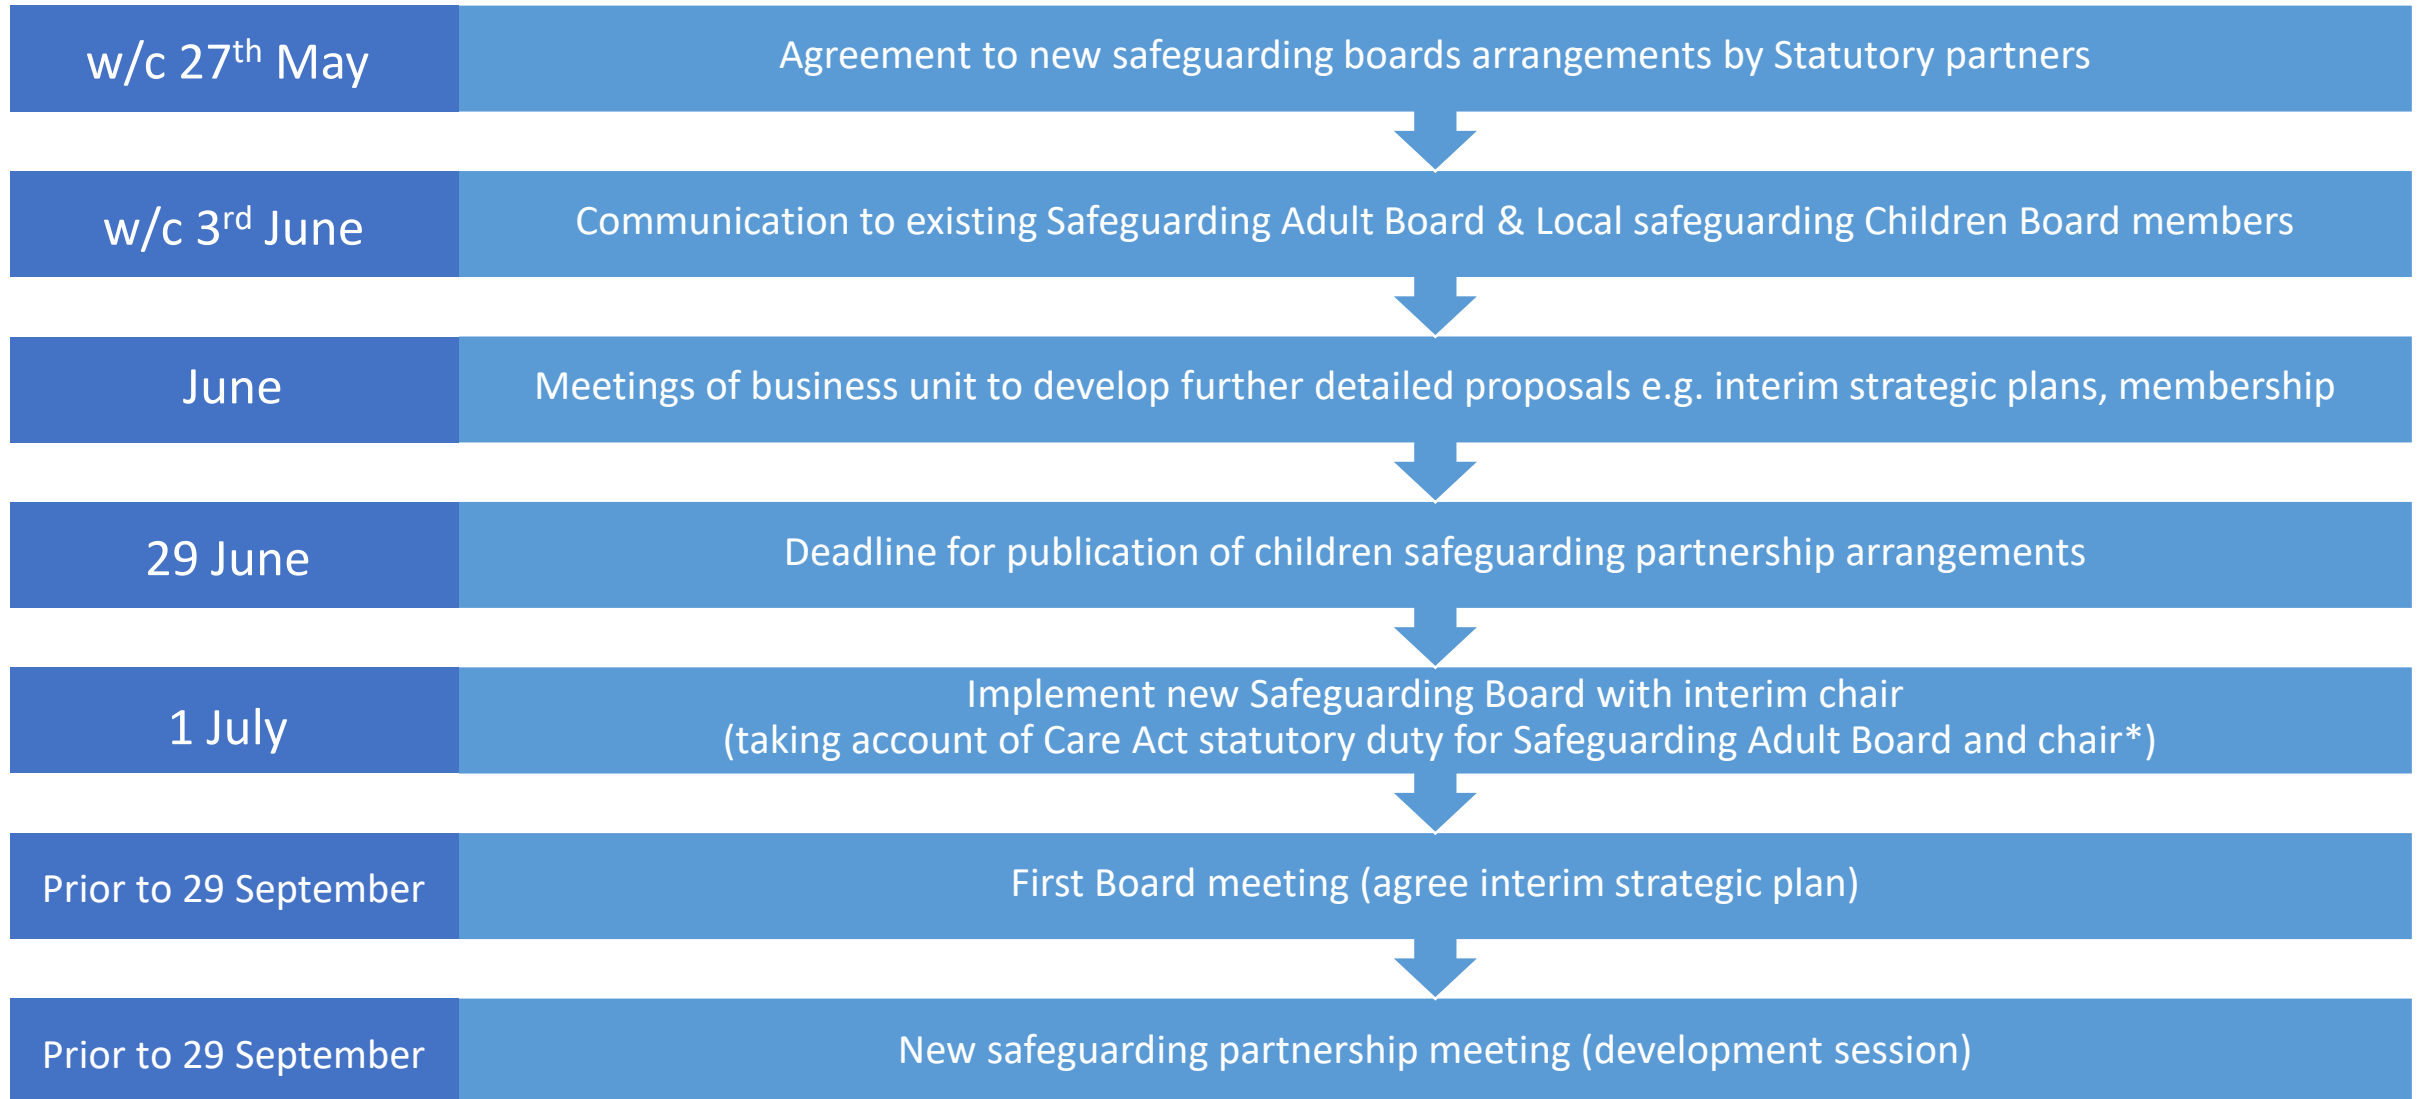 w/c 27th May
Agreement to new safeguarding boards arrangements by Statutory partners
w/c 3rd June
Communication to existing Safeguarding Adult Board & Local safeguarding Children Board members
June
Meetings of business unit to develop further detailed proposals e.g. interim strategic plans, membership
29 June
Deadline for publication of children safeguarding partnership arrangements
1 July
Implement new Safeguarding Board with interim chair
(taking account of Care Act statutory duty for Safeguarding Adult Board and chair*)
Prior to 29 September
First Board meeting (agree interim strategic plan)
Prior to 29 September
New safeguarding partnership meeting (development session)